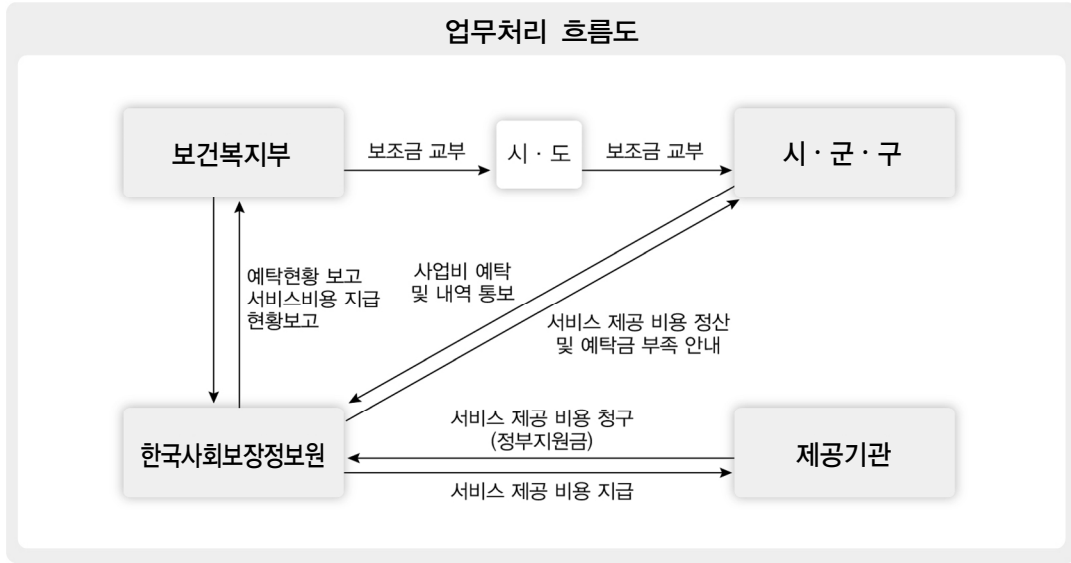 업무처리 흐름도
보건복지부
보조금 교부
시 · 도
보조금 교부
시 · 군 · 구
예탁현황 보고
서비스비용 지급
현황보고
사업비 예탁
및 내역 통보
서비스 제공 비용 정산
및 예탁금 부족 안내
한국사회보장정보원
서비스 제공 비용 청구
(정부지원금)
서비스 제공 비용 지급
제공기관